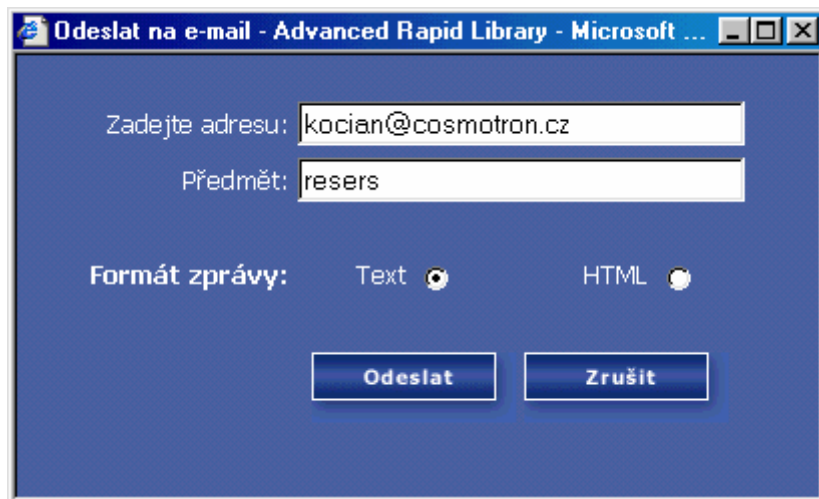 Odeslat na e-mail - Advanced Rapid Library - Microsoft ...
Zadejte adresu: kocian@cosmotron.cz
Předmět: resers
Formát zprávy: Text HTML
Odeslat Zrušit